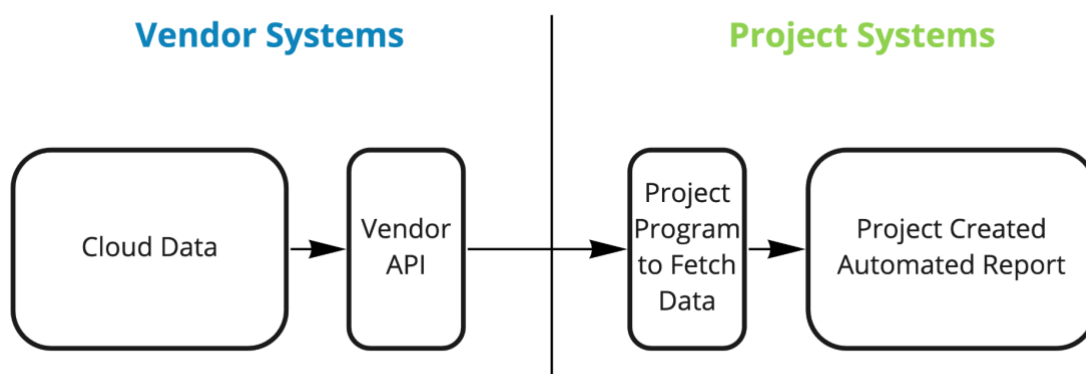 Vendor Systems
Project Systems
Cloud Data
Vendor
API
Project
Program
to Fetch
Data
Project Created
Automated Report